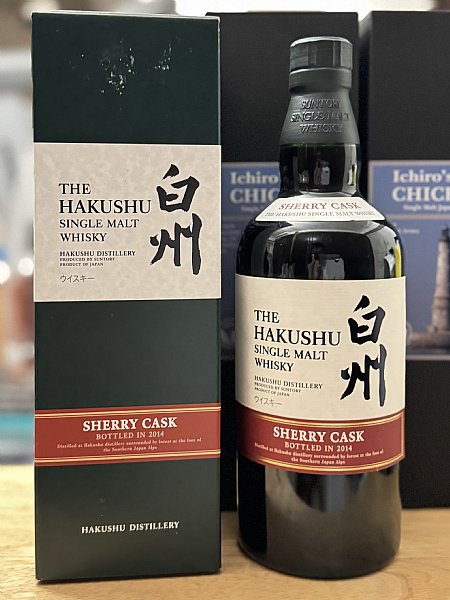 THE
HAKUSHU
SINGLE MALT
WHISKY
白州
HAKUSHU DISTILLERY
PRODUCED BY SUNTORY
PRODUCT OF JAPAN
ウイスキー
SHERRY CASK
BOTTLED IN 2014
Distilled at Hakushu distillery surrounded by forest at the foot of
the Southern Japan Alps
HAKUSHU DISTILLERY
SUNTORY
SINGLE MALT
WHISKY
SHERRY CASK
THE HAKUSHU SINGLE MALT WHISKY
THE
HAKUSHU
SINGLE MALT
WHISKY
白州
HAKUSHU DISTILLERY
PRODUCED BY SUNTORY
PRODUCT OF JAPAN
ウイスキー
SHERRY CASK
BOTTLED IN 2014
Distilled at Hakushu distillery surrounded by forest at the foot of
the Southern Japan Alps
Ichiro's
CHIC
Single Malt
Ichiro's
CHIC
Single Malt Japa